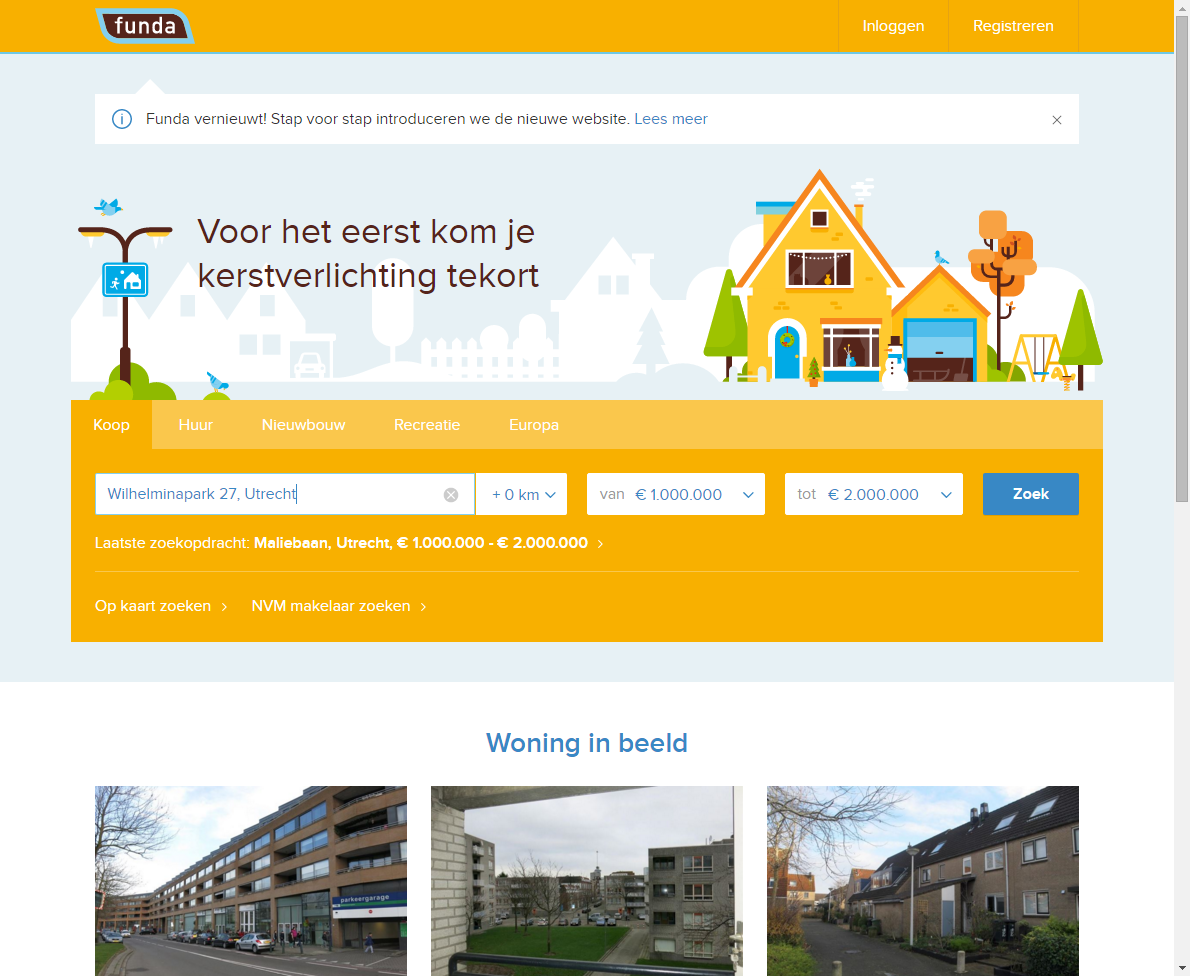 funda
Inloggen
Registreren
Funda vernieuwt! Stap voor stap introduceren we de nieuwe website. Lees meer
Voor het eerst kom je
kerstverlichting tekort
Koop
Huur
Nieuwbouw
Recreatie
Europa
Wilhelminapark 27, Utrecht
+ 0 km
van € 1.000.000
tot € 2.000.000
Zoek
Laatste zoekopdracht: Maliebaan, Utrecht, € 1.000.000 - € 2.000.000
Op kaart zoeken
NVM makelaar zoeken
Woning in beeld
parkeergarage